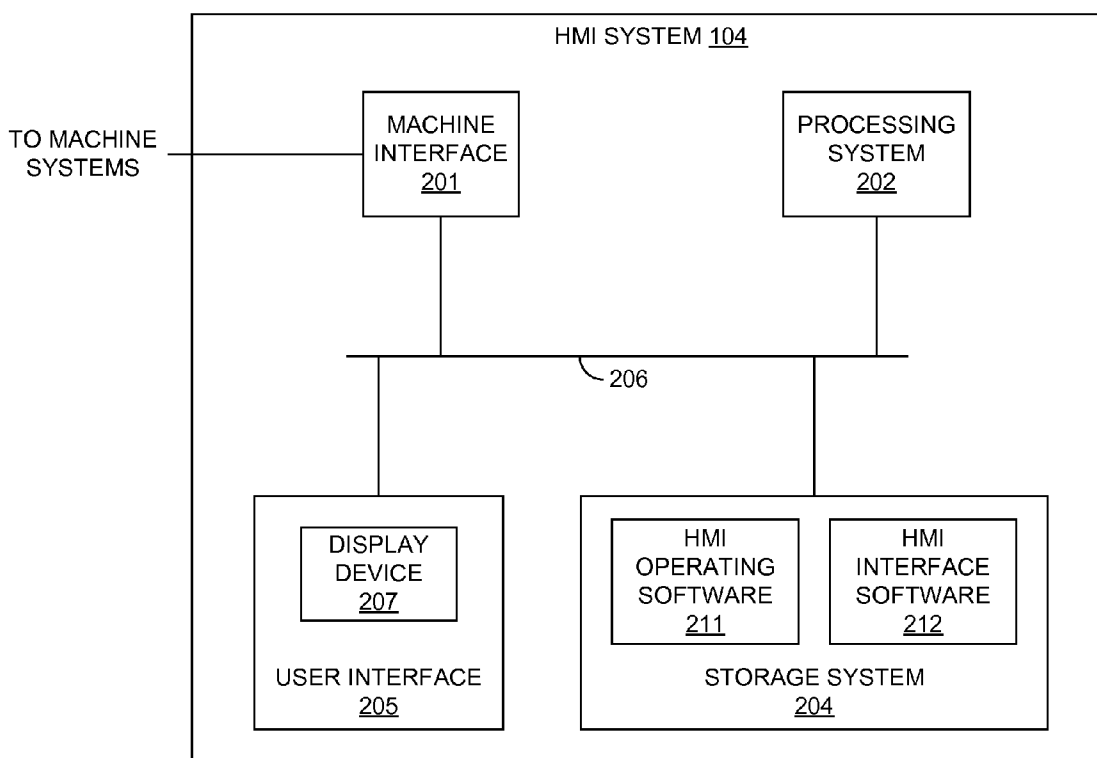 HMI SYSTEM 104
TO MACHINE
SYSTEMS
MACHINE
INTERFACE
201
PROCESSING
SYSTEM
202
206
DISPLAY
DEVICE
207
USER INTERFACE
205
HMI
OPERATING
SOFTWARE
211
HMI
INTERFACE
SOFTWARE
212
STORAGE SYSTEM
204